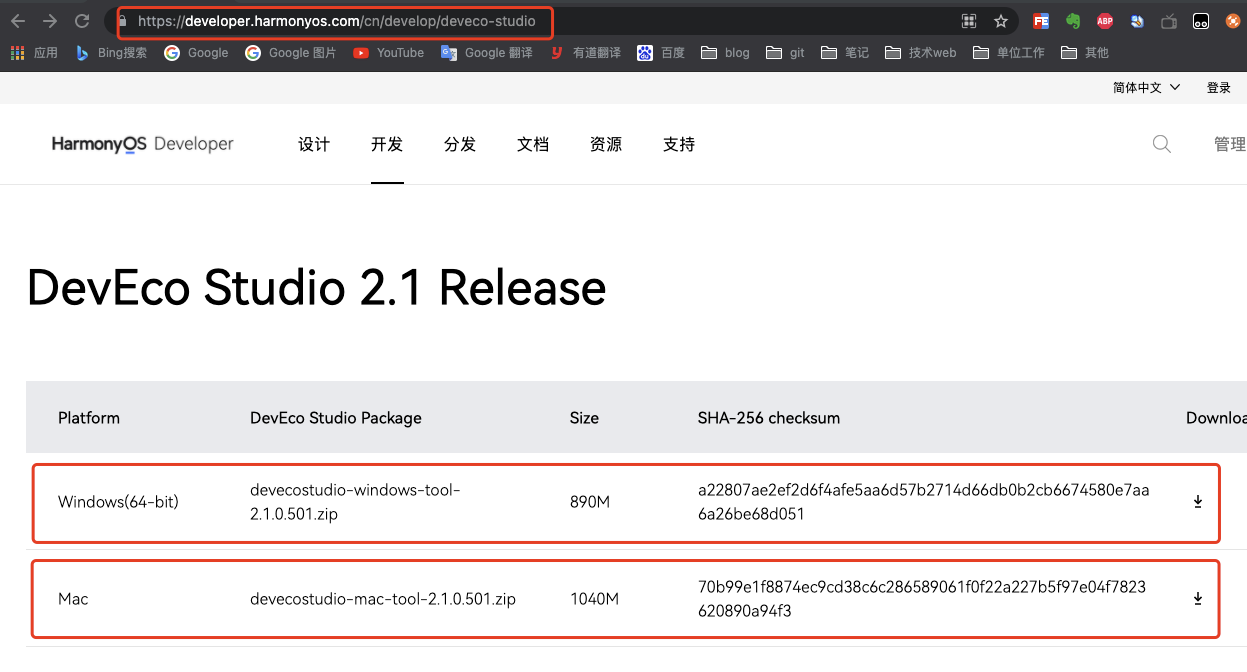 https://developer.harmonyos.com/cn/develop/deveco-studio
应用 Bing搜索 Google Google 图片 YouTube Google 翻译 有道翻译 百度 blog git 笔记 技术web 单位工作 其他
简体中文 登录
HarmonyOS Developer 设计 开发 分发 文档 资源 支持 管理
DevEco Studio 2.1 Release
Platform DevEco Studio Package Size SHA-256 checksum Downloa
devecostudio-windows-tool- a22807ae2ef2d6f4afe5aa6d57b2714d66db0b2cb6674580e7aa
Windows(64-bit) 890M
2.1.0.501.zip 6a26be68d051
70b99e1f8874ec9cd38c6c286589061f0f22a227b5f97e04f7823
Mac devecostudio-mac-tool-2.1.0.501.zip 1040M
620890a94f3